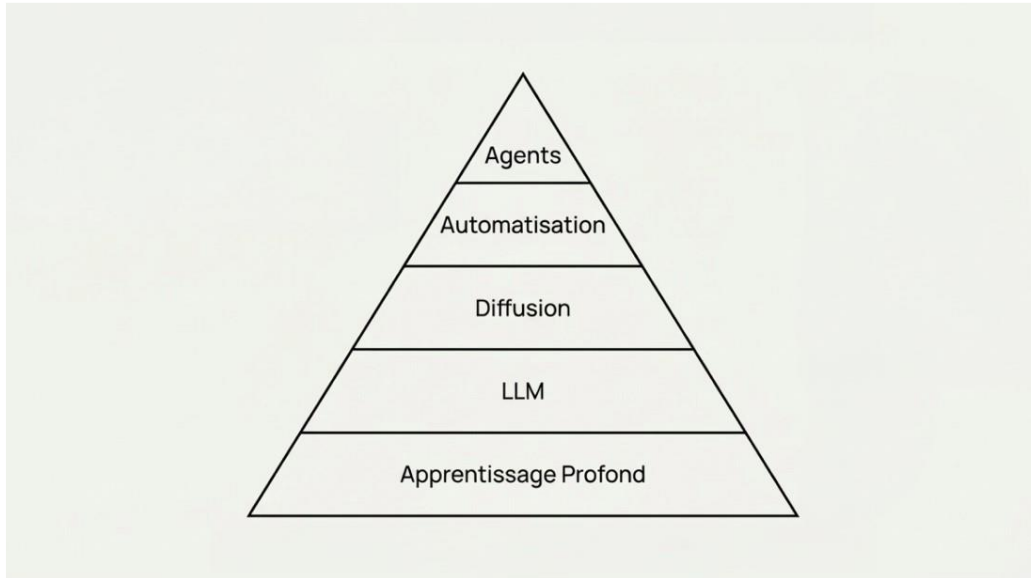 Agents
Automatisation
Diffusion
LLM
Apprentissage Profond